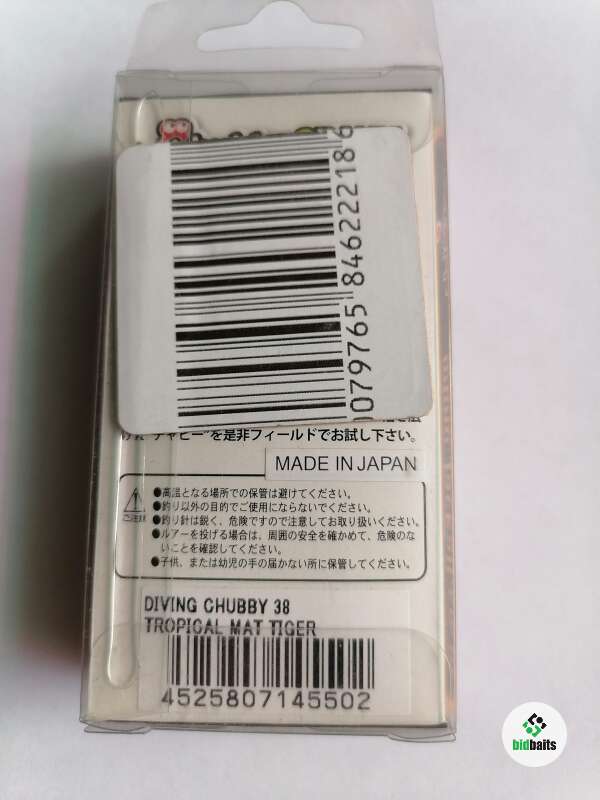 0079765 84622218 6
"チャビー"を是非フィールドでお試し下さい。
MADE IN JAPAN
●高温となる場所での保管は避けてください。
●釣り以外の目的でご使用にならないでください。
●釣り針は鋭く、危険ですので注意してお取り扱いください。
●ルアーを投げる場合は、周囲の安全を確かめて、危険のな
いことを確認してください。
●子供、または幼児の手の届かない所に保管してください。
DIVING CHUBBY 38
TROPICAL MAT TIGER
4525807145502
bidbaits